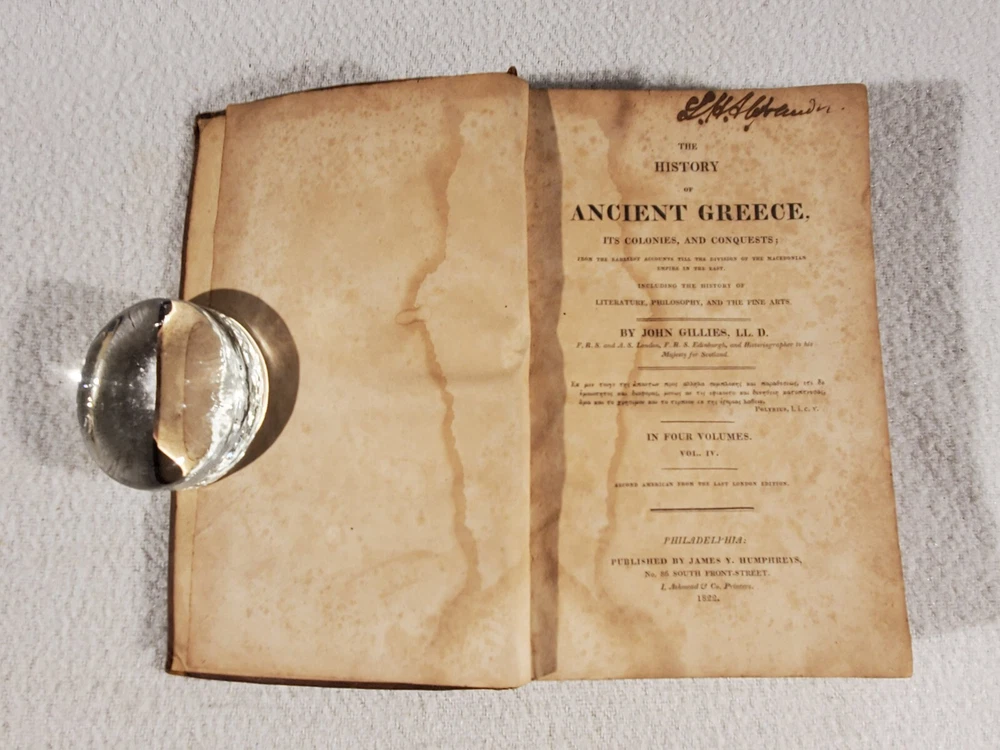 THE
HISTORY
OF
ANCIENT GREECE,
ITS COLONIES, AND CONQUESTS;
FROM THE EARLIEST ACCOUNTS TILL THE DIVISION OF THE MACEDONIAN
EMPIRE IN THE EAST.
INCLUDING THE HISTORY OF
LITERATURE, PHILOSOPHY, AND THE FINE ARTS.
BY JOHN GILLIES, LL. D.
F. R. S. and A. S. London, F. R. S. Edinburgh, and Historiographer to his
Majesty for Scotland.
POLYBIUS, l. i. c. v.
IN FOUR VOLUMES.
VOL. IV.
SECOND AMERICAN FROM THE LAST LONDON EDITION.
PHILADELPHIA:
PUBLISHED BY JAMES Y. HUMPHREYS,
No. 86 SOUTH FRONT-STREET.
& Co. Printers.
1822.